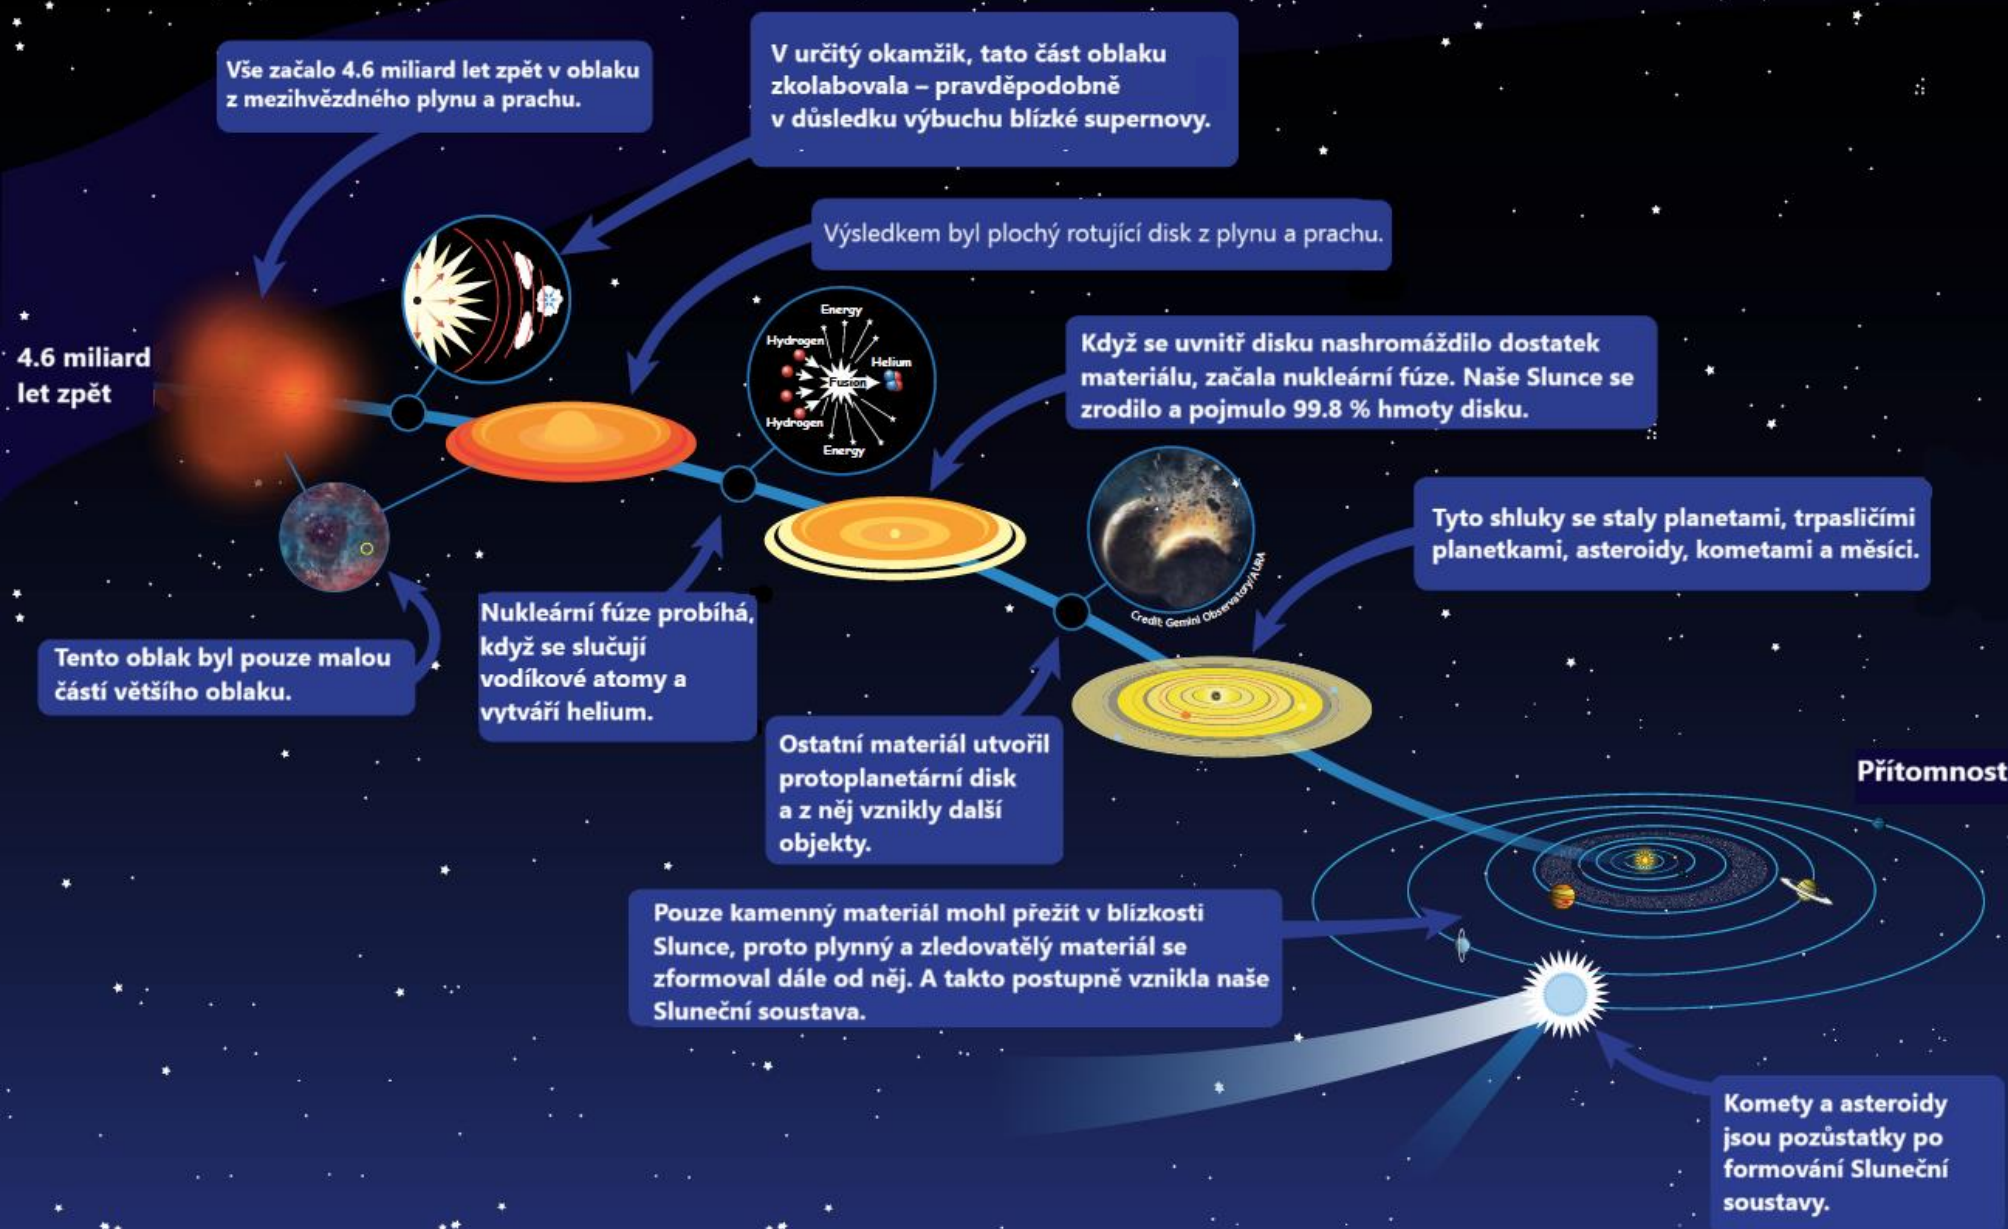 Vše začalo 4.6 miliard let zpět v oblaku
z mezihvězdného plynu a prachu.
V určitý okamžik, tato část oblaku
zkolabovala – pravděpodobně
v důsledku výbuchu blízké supernovy.
Výsledkem byl plochý rotující disk z plynu a prachu.
4.6 miliard
let zpět
Energy
Hydrogen
Helium
Fusion
Hydrogen
Energy
Když se uvnitř disku nashromáždilo dostatek
materiálu, začala nukleární fúze. Naše Slunce se
zrodilo a pojmulo 99.8 % hmoty disku.
Credit: Gemini Observatory/AURA
Tyto shluky se staly planetami, trpasličími
planetkami, asteroidy, kometami a měsíci.
Tento oblak byl pouze malou
částí většího oblaku.
Nukleární fúze probíhá,
když se slučují
vodíkové atomy a
vytváří helium.
Ostatní materiál utvořil
protoplanetární disk
a z něj vznikly další
objekty.
Přítomnost
Pouze kamenný materiál mohl přežít v blízkosti
Slunce, proto plynný a zledovatělý materiál se
zformoval dále od něj. A takto postupně vznikla naše
Sluneční soustava.
Komety a asteroidy
jsou pozůstatky po
formování Sluneční
soustavy.